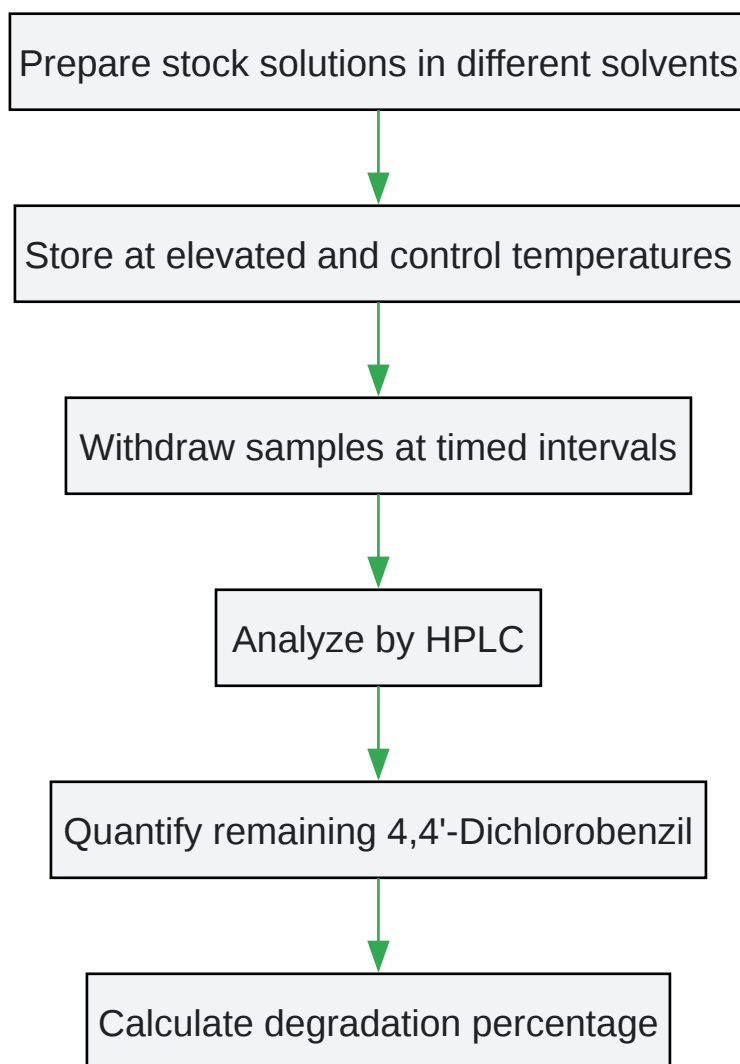 Prepare stock solutions in different solvents
Store at elevated and control temperatures
Withdraw samples at timed intervals
Analyze by HPLC
Quantify remaining 4,4'-Dichlorobenzil
Calculate degradation percentage